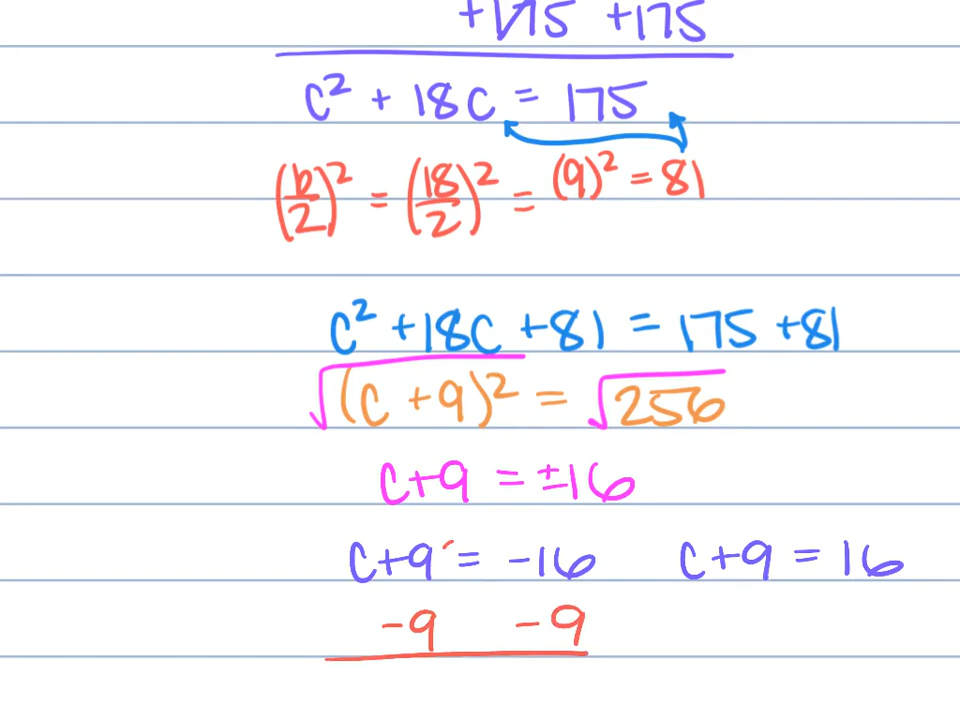 +175 +175
c² + 18c = 175
(b/2)² = (18/2)² = (9)² = 81
c² + 18c + 81 = 175 + 81
√(c + 9)² = √256
c + 9 = ±16
c + 9 = -16 c + 9 = 16
-9 -9